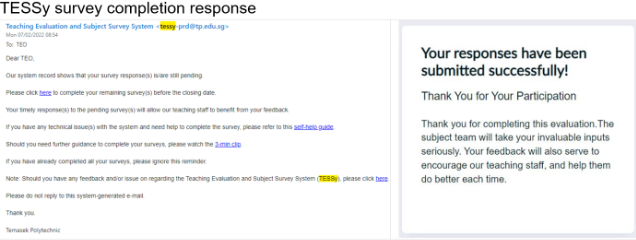 TESSy survey completion response
Teaching Evaluation and Subject Survey System <tessy-prd@tp.edu.sg>
Mon 07/02/2022 08:54
To: TEO
Dear TEO,
Our system record shows that your survey response(s) is/are still pending.
Please click here to complete your remaining survey(s) before the closing date.
Your timely response(s) to the pending survey(s) will allow our teaching staff to benefit from your feedback.
If you have any technical issue(s) with the system and need help to complete the survey, please refer to this self-help guide.
Should you need further guidance to complete your surveys, please watch the 3-min clip
If you have already completed all your surveys, please ignore this reminder.
Note: Should you have any feedback and/or issue on regarding the Teaching Evaluation and Subject Survey System (TESSy), please click here
Please do not reply to this system-generated e-mail
Thank you.
Temasek Polytechnic
Your responses have been
submitted successfully!
Thank You for Your Participation
Thank you for completing this evaluation.The
subject team will take your invaluable inputs
seriously. Your feedback will also serve to
encourage our teaching staff, and help them
do better each time.